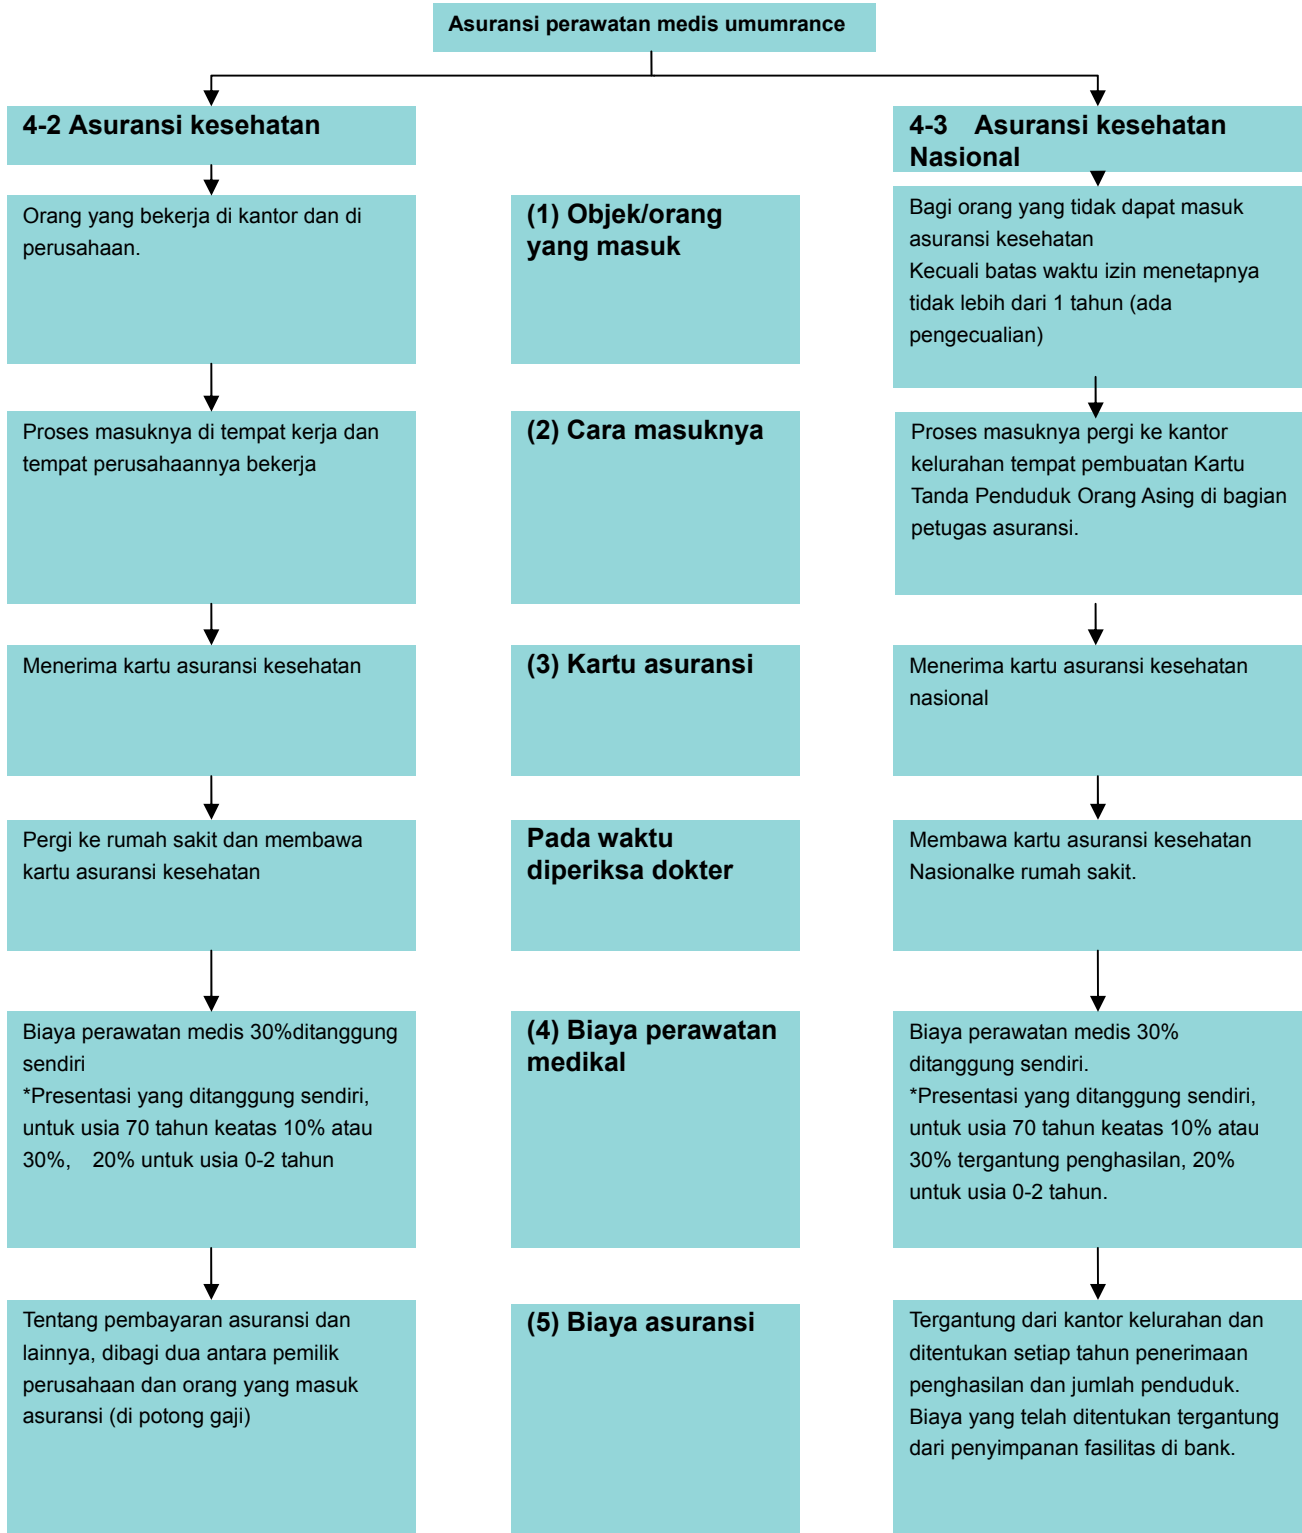 Asuransi perawatan medis umumrance
4-2 Asuransi kesehatan
4-3 Asuransi kesehatan
Nasional
Orang yang bekerja di kantor dan di
perusahaan.
(1) Objek/orang
yang masuk
Bagi orang yang tidak dapat masuk
asuransi kesehatan
Kecuali batas waktu izin menetapnya
tidak lebih dari 1 tahun (ada
pengecualian)
Proses masuknya di tempat kerja dan
tempat perusahaannya bekerja
(2) Cara masuknya
Proses masuknya pergi ke kantor
kelurahan tempat pembuatan Kartu
Tanda Penduduk Orang Asing di bagian
petugas asuransi.
Menerima kartu asuransi kesehatan
(3) Kartu asuransi
Menerima kartu asuransi kesehatan
nasional
Pergi ke rumah sakit dan membawa
kartu asuransi kesehatan
Pada waktu
diperiksa dokter
Membawa kartu asuransi kesehatan
Nasionalke rumah sakit.
Biaya perawatan medis 30%ditanggung
sendiri
*Presentasi yang ditanggung sendiri,
untuk usia 70 tahun keatas 10% atau
30%, 20% untuk usia 0-2 tahun
(4) Biaya perawatan
medikal
Biaya perawatan medis 30%
ditanggung sendiri.
*Presentasi yang ditanggung sendiri,
untuk usia 70 tahun keatas 10% atau
30% tergantung penghasilan, 20%
untuk usia 0-2 tahun.
Tentang pembayaran asuransi dan
lainnya, dibagi dua antara pemilik
perusahaan dan orang yang masuk
asuransi (di potong gaji)
(5) Biaya asuransi
Tergantung dari kantor kelurahan dan
ditentukan setiap tahun penerimaan
penghasilan dan jumlah penduduk.
Biaya yang telah ditentukan tergantung
dari penyimpanan fasilitas di bank.